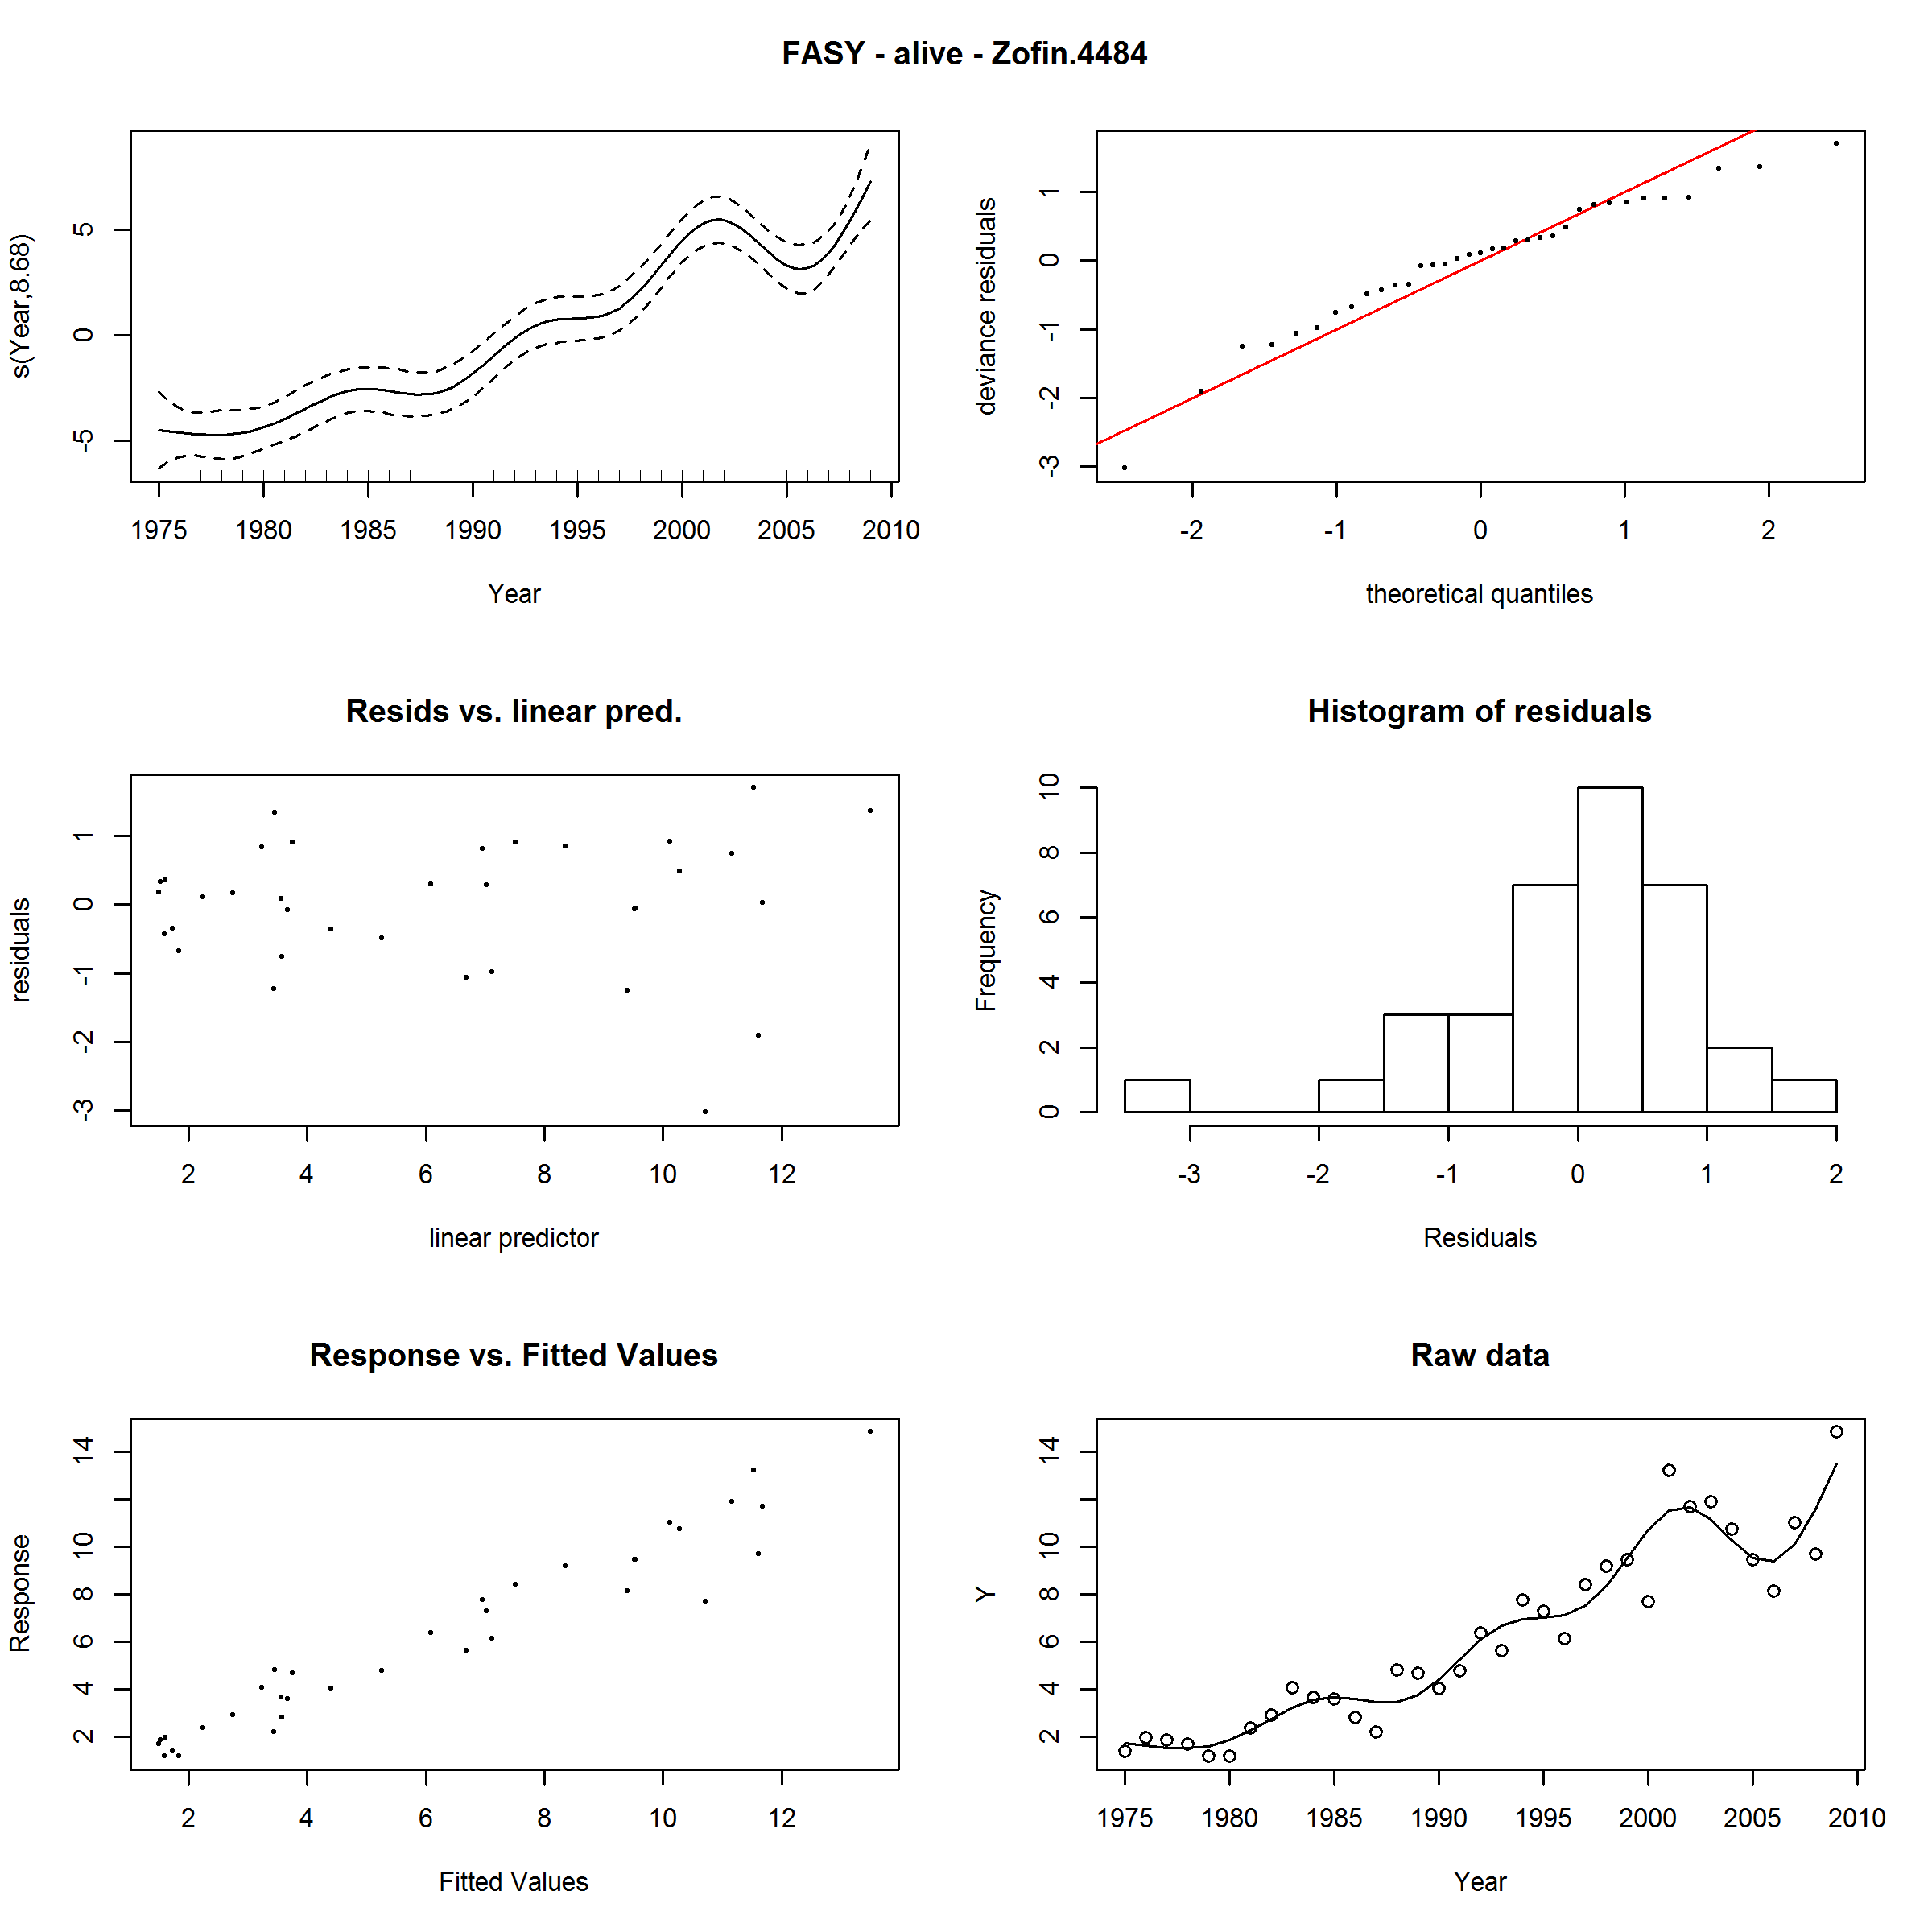 FASY - alive - Zofin.4484
s(Year,8.68)
5
0
-5
1975 1980 1985 1990 1995 2000 2005 2010
Year
deviance residuals
1
0
-1
-2
-3
-2 -1 0 1 2
theoretical quantiles
Resids vs. linear pred.
residuals
1
0
-1
-2
-3
2 4 6 8 10 12
linear predictor
Histogram of residuals
Frequency
10
8
6
4
2
0
-3 -2 -1 0 1 2
Residuals
Response vs. Fitted Values
Response
14
10
8
6
4
2
2 4 6 8 10 12
Fitted Values
Raw data
Y
14
10
8
6
4
2
1975 1980 1985 1990 1995 2000 2005 2010
Year